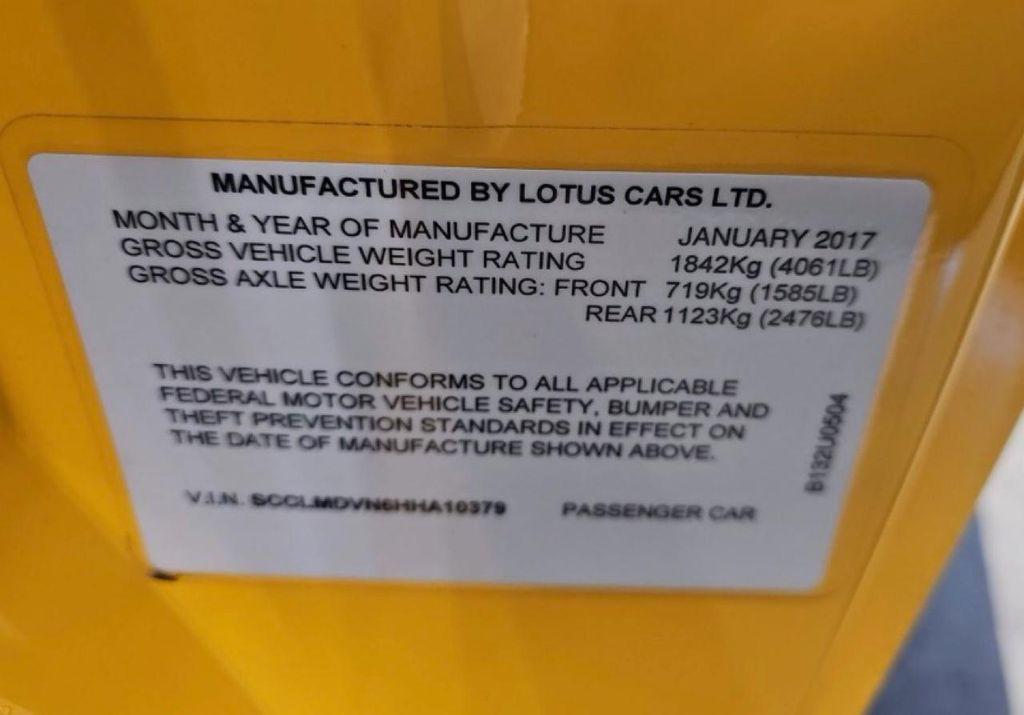 MANUFACTURED BY LOTUS CARS LTD.
MONTH & YEAR OF MANUFACTURE JANUARY 2017
GROSS VEHICLE WEIGHT RATING 1842Kg (4061LB)
GROSS AXLE WEIGHT RATING: FRONT 719Kg (1585LB)
REAR 1123Kg (2476LB)
THIS VEHICLE CONFORMS TO ALL APPLICABLE
FEDERAL MOTOR VEHICLE SAFETY, BUMPER AND
THEFT PREVENTION STANDARDS IN EFFECT ON
THE DATE OF MANUFACTURE SHOWN ABOVE.
V.I.N. SCCLMDVN6HHA10379 PASSENGER CAR
B132U0504